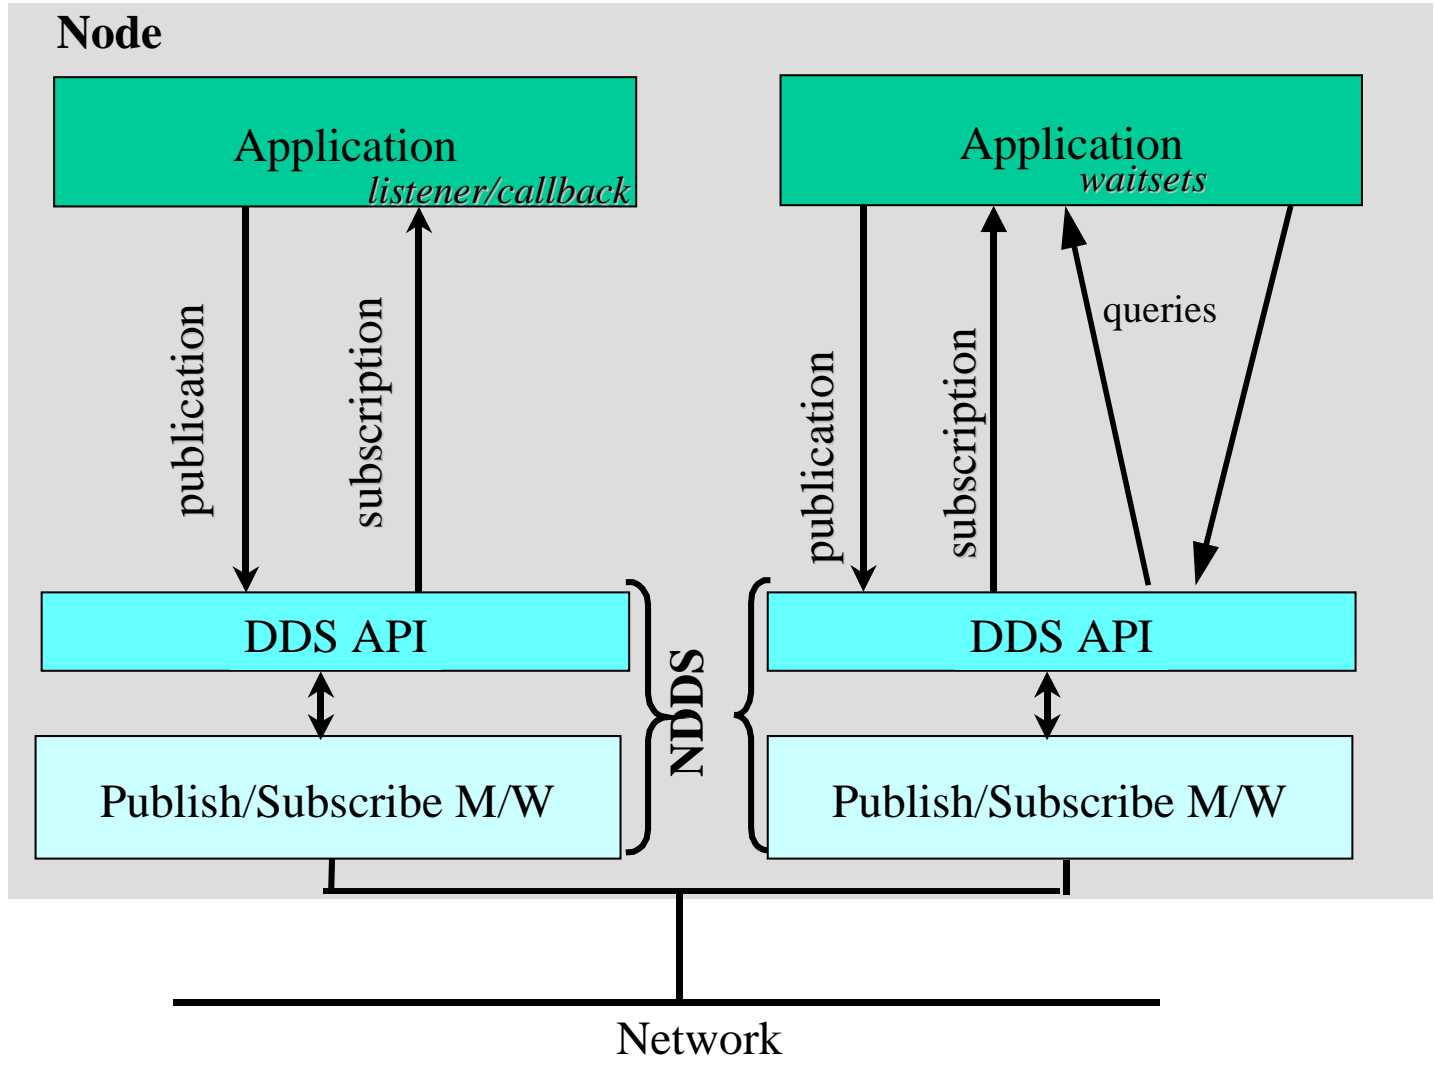 Node
Application
listener/callback
Application
waitsets
publication
subscription
publication
subscription
queries
DDS API
DDS API
NDDS
Publish/Subscribe M/W
Publish/Subscribe M/W
Network